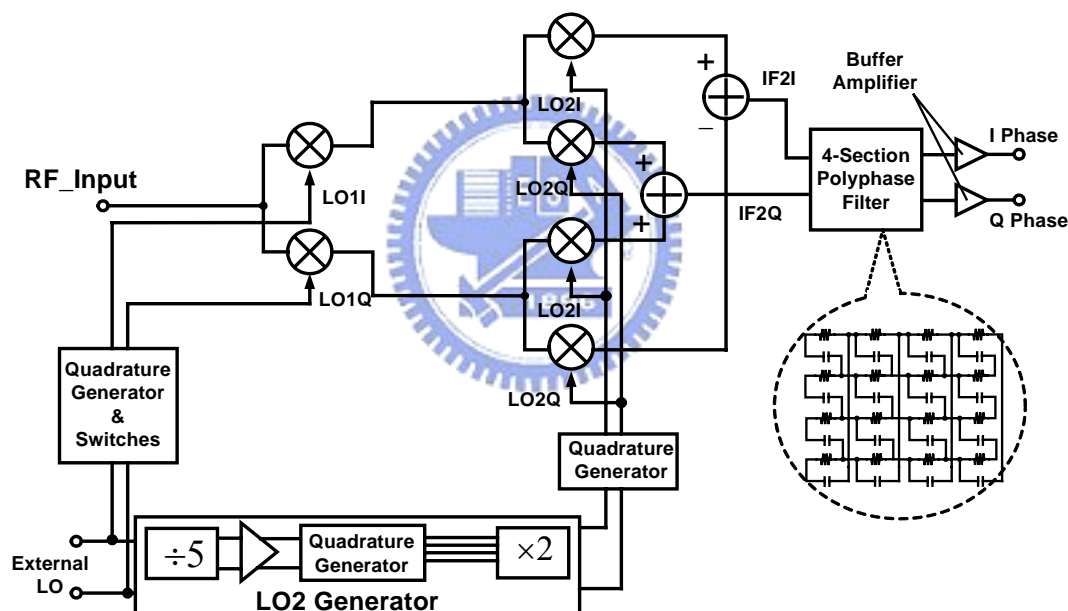 RF_Input
LO1I
LO1Q
LO2I
LO2Q
LO2I
LO2Q
+
−
+
+
IF2I
IF2Q
Buffer
Amplifier
4-Section
Polyphase
Filter
I Phase
Q Phase
1896
Quadrature
Generator
&
Switches
Quadrature
Generator
External
LO
÷5
Quadrature
Generator
×2
LO2 Generator